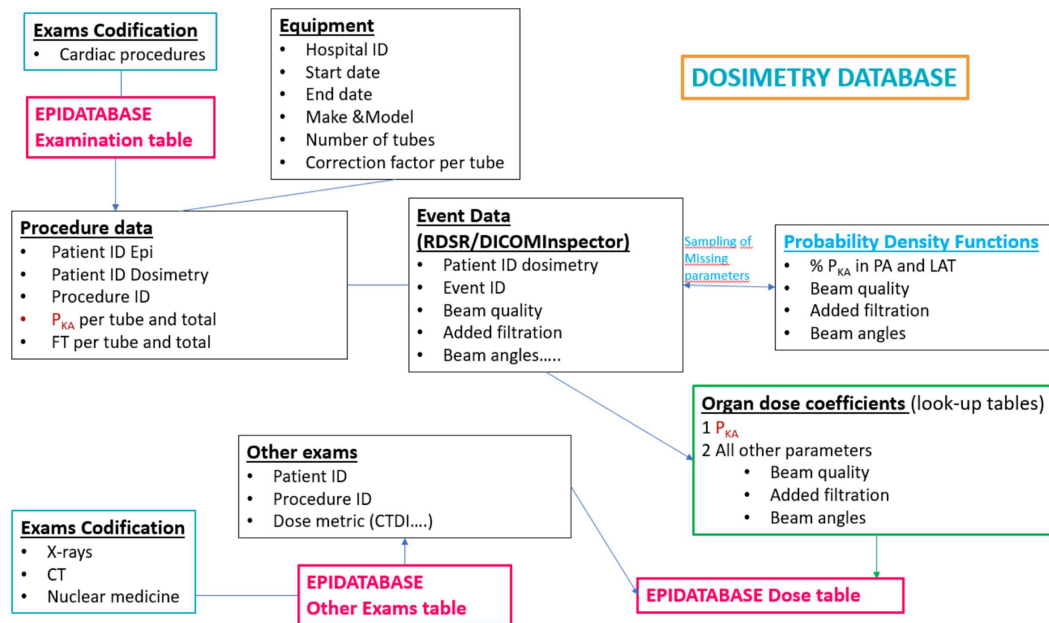 Exams Codification
• Cardiac procedures
EPIDATABASE
Examination table
Equipment
• Hospital ID
• Start date
• End date
• Make &Model
• Number of tubes
• Correction factor per tube
DOSIMETRY DATABASE
Procedure data
• Patient ID Epi
• Patient ID Dosimetry
• Procedure ID
• PKA per tube and total
• FT per tube and total
Event Data
(RDSR/DICOMInspector)
• Patient ID dosimetry
• Event ID
• Beam quality
• Added filtration
• Beam angles…..
Sampling of
Missing
parameters
Probability Density Functions
• % PKA in PA and LAT
• Beam quality
• Added filtration
• Beam angles
Organ dose coefficients (look-up tables)
1 PKA
2 All other parameters
• Beam quality
• Added filtration
• Beam angles
Other exams
• Patient ID
• Procedure ID
• Dose metric (CTDI….)
Exams Codification
• X-rays
• CT
• Nuclear medicine
EPIDATABASE
Other Exams table
EPIDATABASE Dose table